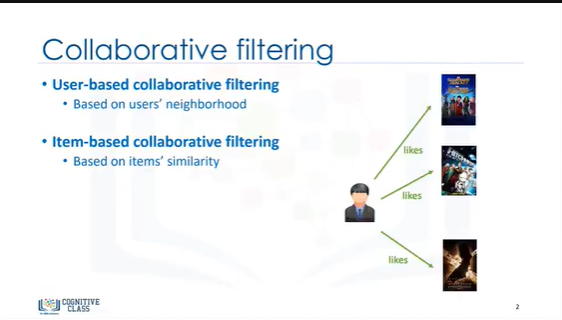 Collaborative filtering
• User-based collaborative filtering
• Based on users' neighborhood
• Item-based collaborative filtering
• Based on items' similarity
likes
likes
likes
COGNITIVE
CLASS
2